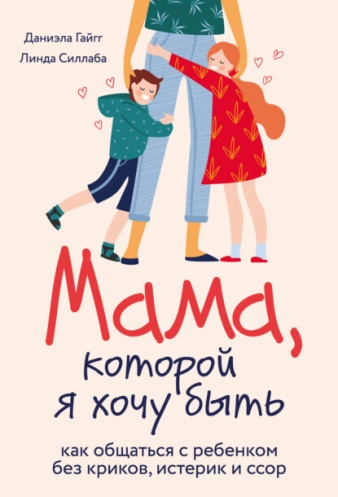 Даниэла Гайгг
Линда Силлаба
Мама,
которой
я хочу быть
как общаться с ребенком
без криков, истерик и ссор